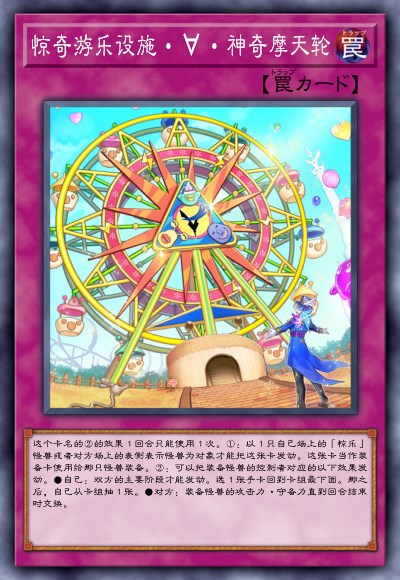 惊奇游乐设施・∀・神奇摩天轮
罠
トラップ
【罠カード】
トラップ
这个卡名的②的效果1回合只能使用1次。①：以1只自己场上的「惊乐」
怪兽或者对方场上的表侧表示怪兽为对象才能把这张卡发动。这张卡当作装
备卡使用给那只怪兽装备。②：可以把装备怪兽的控制者对应的以下效果发
动。●自己：双方的主要阶段才能发动。选1张手卡回到卡组最下面。那之
后，自己从卡组抽1张。●对方：装备怪兽的攻击力・守备力直到回合结束
时交换。